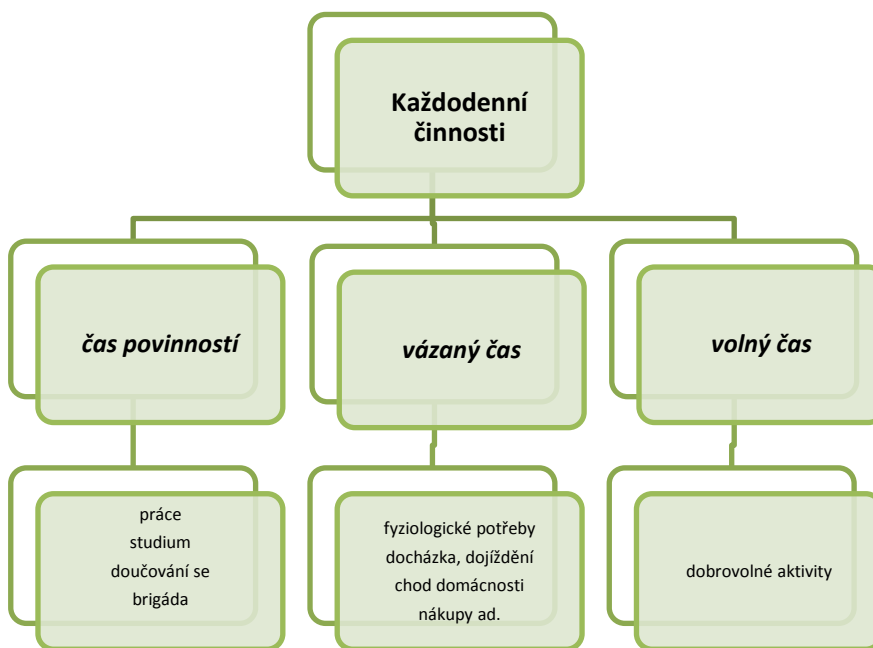 Každodenní
činnosti
čas povinností
vázaný čas
volný čas
práce
studium
doučování se
brigáda
fyziologické potřeby
docházka, dojíždění
chod domácnosti
nákupy ad.
dobrovolné aktivity